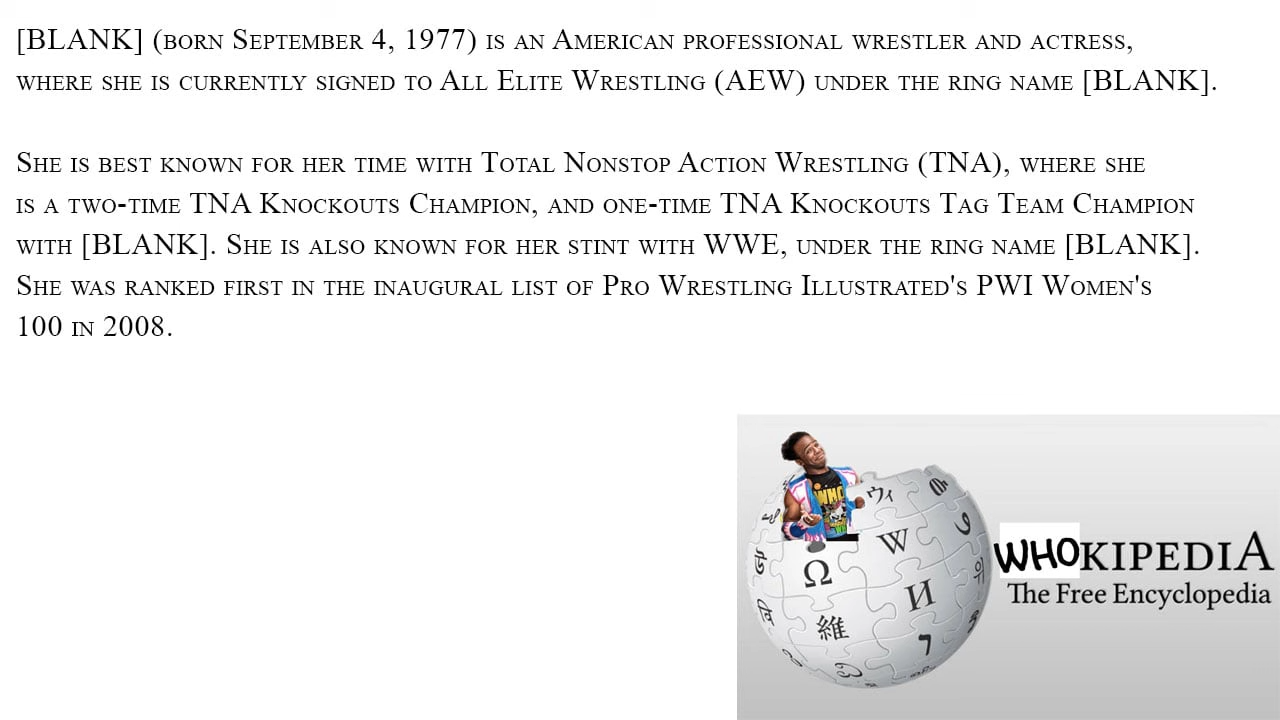 [BLANK] (born September 4, 1977) is an American professional wrestler and actress,
where she is currently signed to All Elite Wrestling (AEW) under the ring name [BLANK].
She is best known for her time with Total Nonstop Action Wrestling (TNA), where she
is a two-time TNA Knockouts Champion, and one-time TNA Knockouts Tag Team Champion
with [BLANK]. She is also known for her stint with WWE, under the ring name [BLANK].
She was ranked first in the inaugural list of Pro Wrestling Illustrated's PWI Women's
100 in 2008.
ウィ
W
Ω
И
維
위
WHOKIPEDIA
The Free Encyclopedia